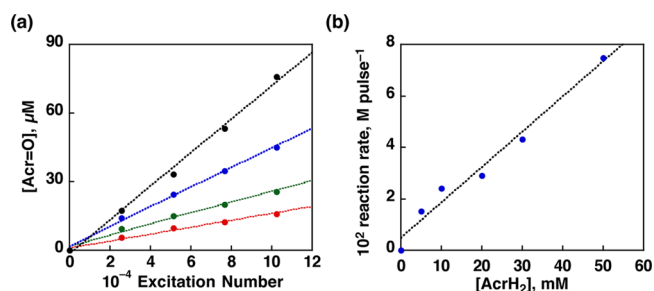 (a)
[Acr=O], μM
90
60
30
0
0 2 4 6 8 10 12
10⁻⁴ Excitation Number
(b)
10² reaction rate, M pulse⁻¹
8
6
4
2
0
0 10 20 30 40 50 60
[AcrH₂], mM